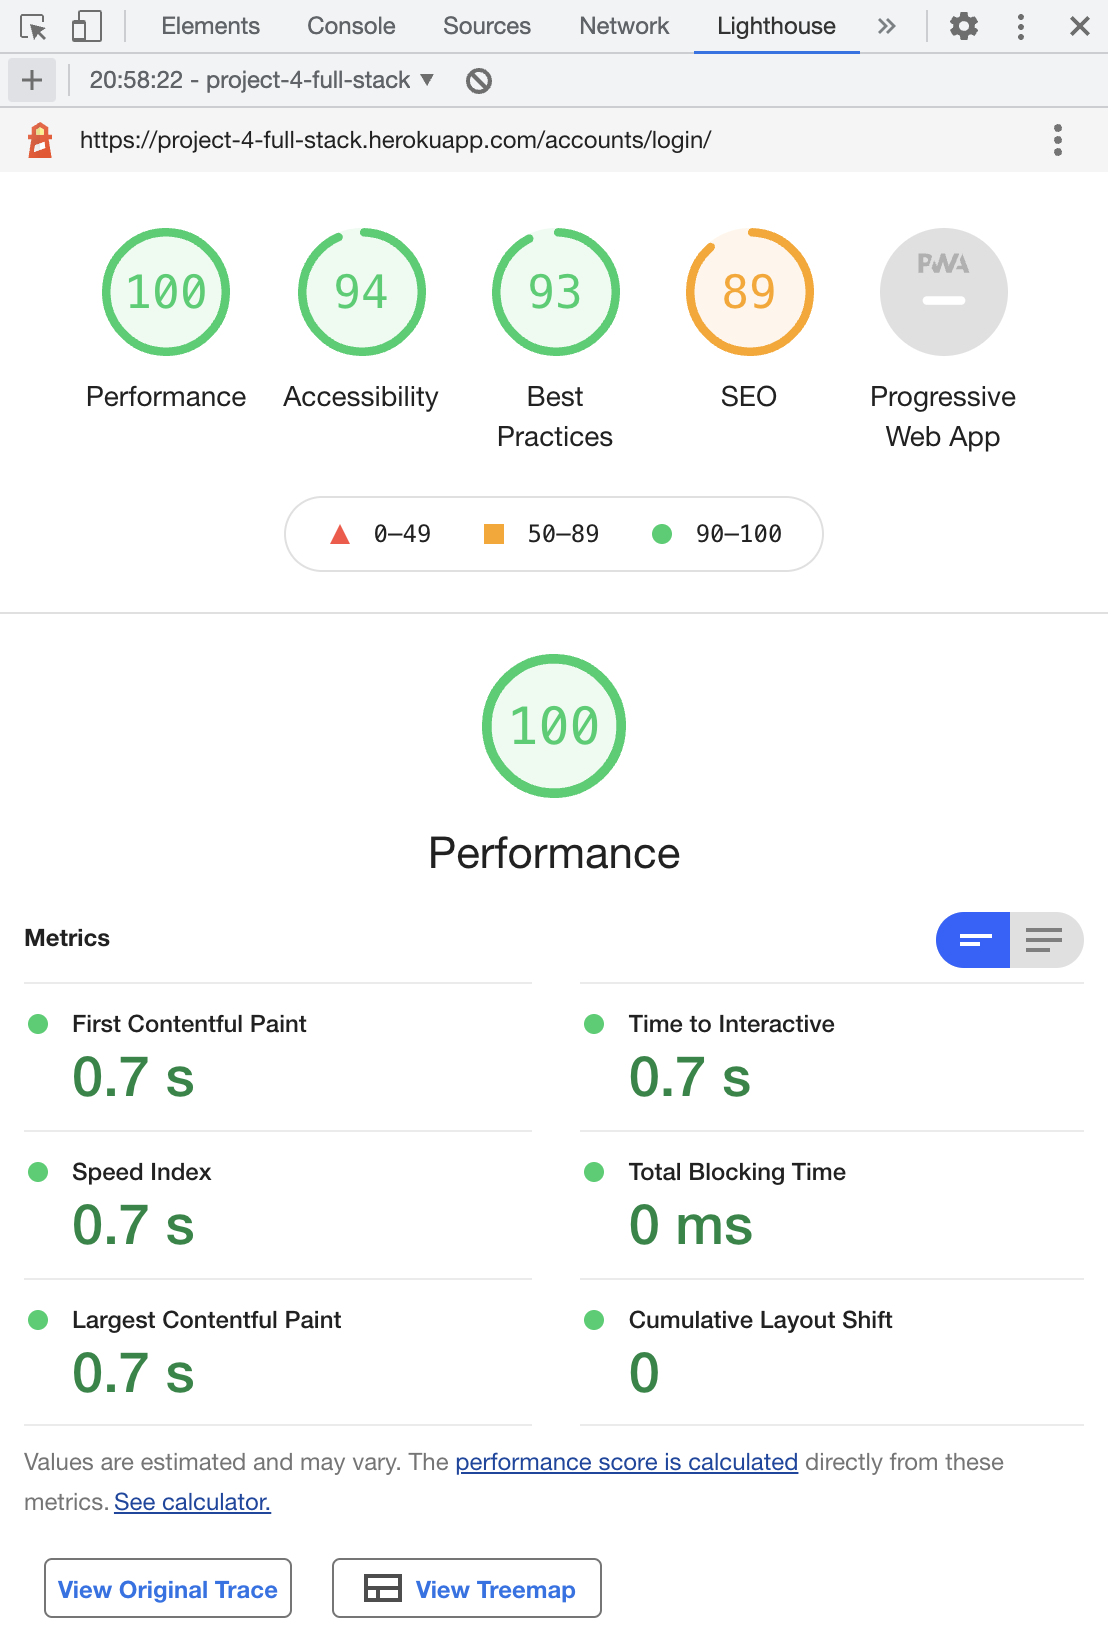 Elements Console Sources Network Lighthouse
20:58:22 - project-4-full-stack
https://project-4-full-stack.herokuapp.com/accounts/login/
100 94 93 89 PWA
Performance Accessibility Best Practices SEO Progressive Web App
0–49 50–89 90–100
100
Performance
Metrics
First Contentful Paint
0.7 s
Time to Interactive
0.7 s
Speed Index
0.7 s
Total Blocking Time
0 ms
Largest Contentful Paint
0.7 s
Cumulative Layout Shift
0
Values are estimated and may vary. The performance score is calculated directly from these
metrics. See calculator.
View Original Trace View Treemap